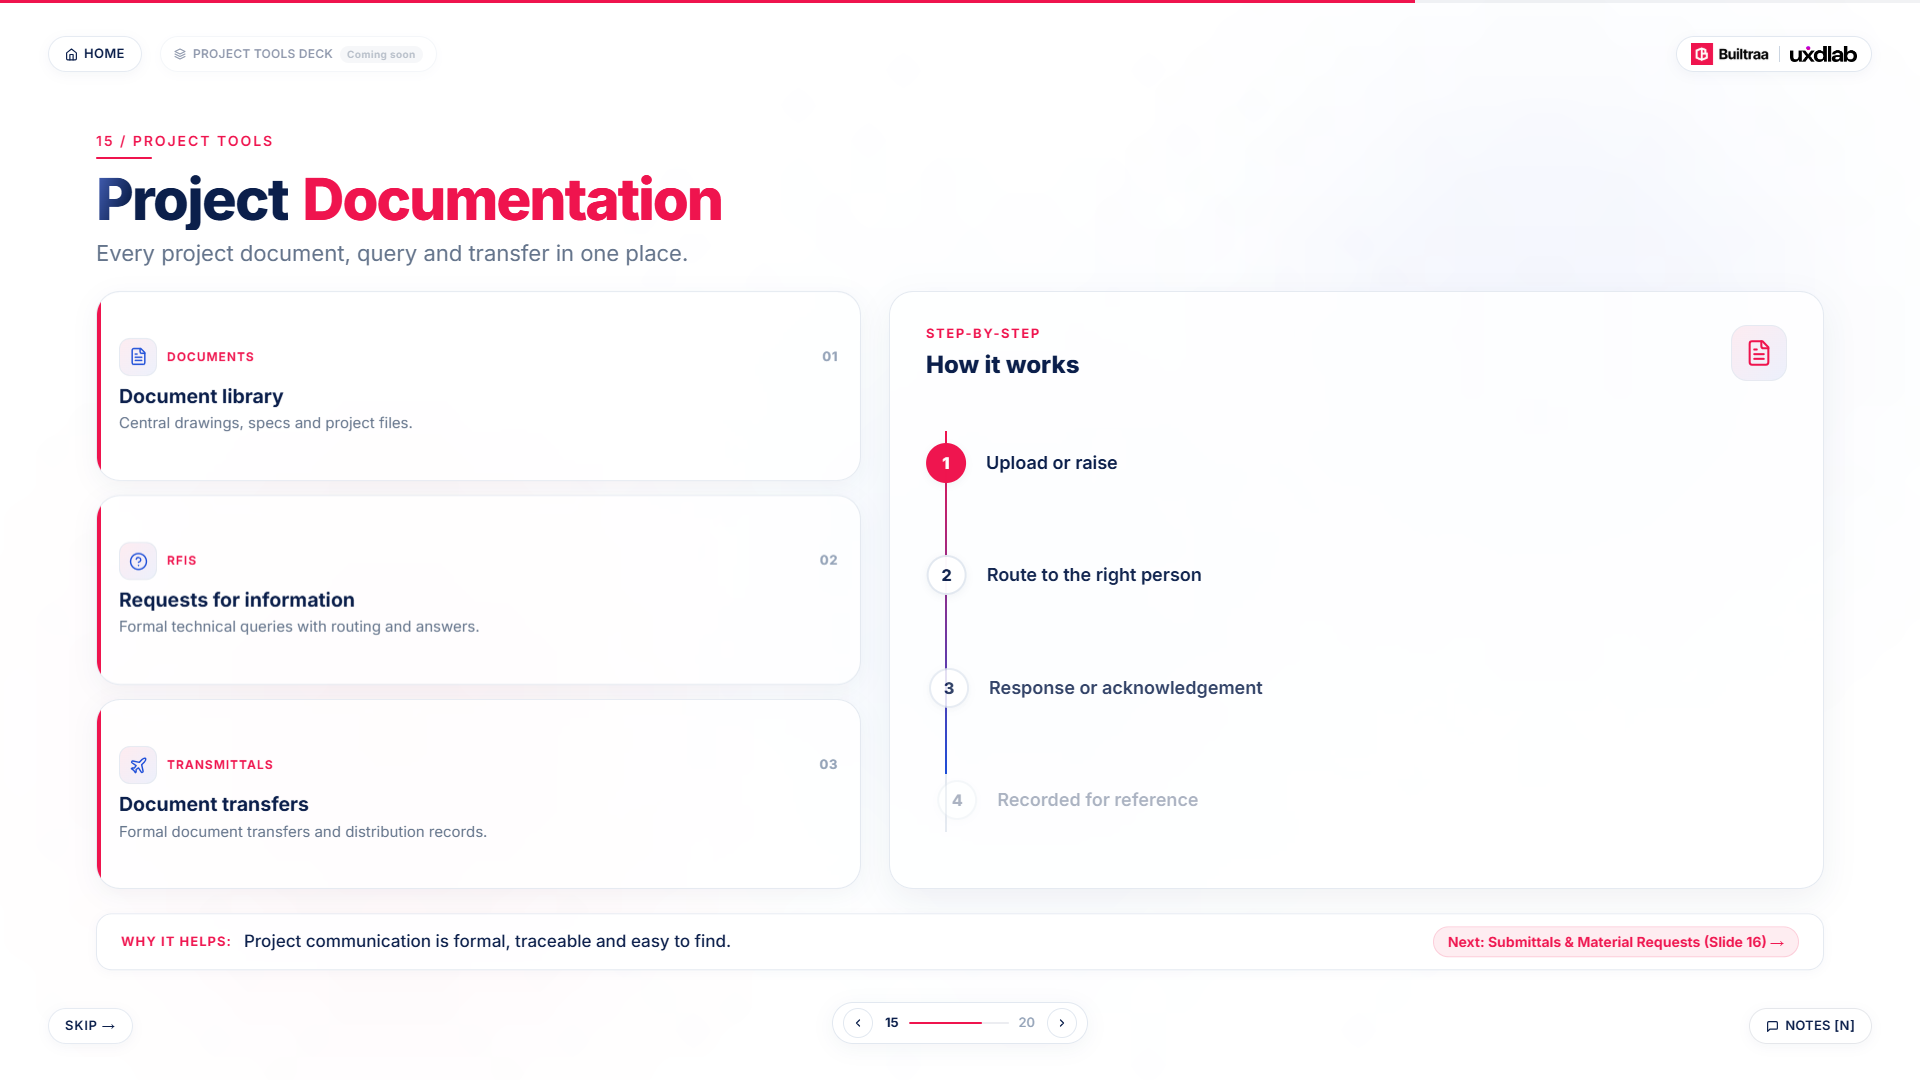 HOME
PROJECT TOOLS DECK Coming soon
Builtraa
uxdlab
15 / PROJECT TOOLS
Project Documentation
Every project document, query and transfer in one place.
DOCUMENTS 01
Document library
Central drawings, specs and project files.
RFIS 02
Requests for information
Formal technical queries with routing and answers.
TRANSMITTALS 03
Document transfers
Formal document transfers and distribution records.
STEP-BY-STEP
How it works
1 Upload or raise
2 Route to the right person
3 Response or acknowledgement
4 Recorded for reference
WHY IT HELPS: Project communication is formal, traceable and easy to find.
Next: Submittals & Material Requests (Slide 16) →
SKIP →
‹ 15 20 ›
NOTES [N]